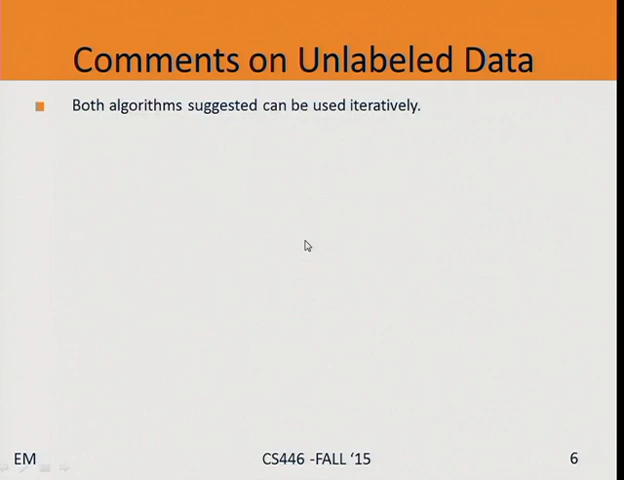 Comments on Unlabeled Data
Both algorithms suggested can be used iteratively.
EM CS446 -FALL ‘15 6